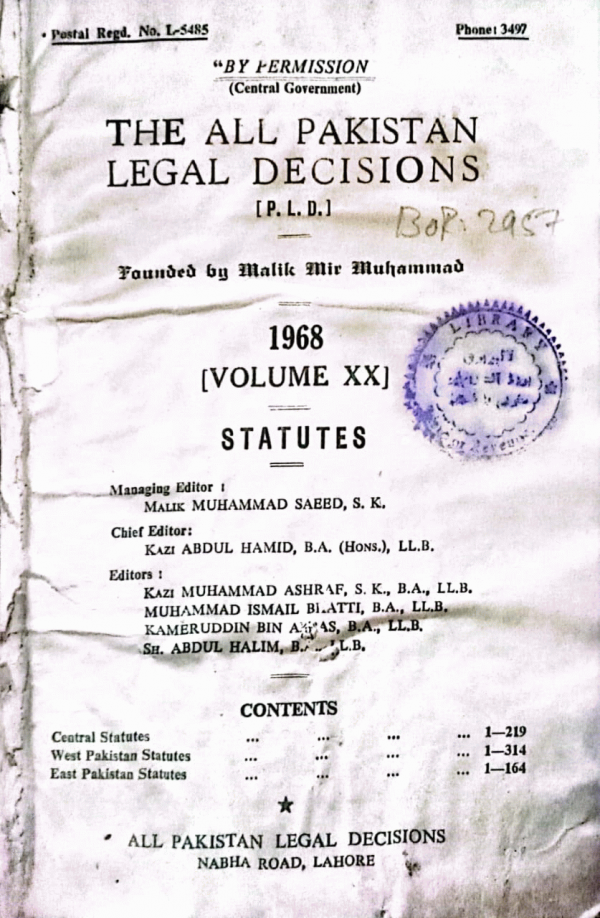 Postal Regd. No. L-5485
Phone: 3497
"BY PERMISSION
(Central Government)
THE ALL PAKISTAN
LEGAL DECISIONS
[P. L. D.]
BOR: 2957
Founded by Malik Mir Muhammad
1968
[VOLUME XX]
LIBRARY
STATUTES
Managing Editor :
MALIK MUHAMMAD SAEED, S. K.
Chief Editor:
KAZI ABDUL HAMID, B.A. (HONS.), LL.B.
Editors :
KAZI MUHAMMAD ASHRAF, S. K., B.A., LL.B.
MUHAMMAD ISMAIL BHATTI, B.A., LL.B.
KAMERUDDIN BIN B.A., LL.B.
SH. ABDUL HALIM,
CONTENTS
Central Statutes ... ... ... ... 1—219
West Pakistan Statutes ... ... ... ... 1—314
East Pakistan Statutes ... ... ... ... 1—164
★
ALL PAKISTAN LEGAL DECISIONS
NABHA ROAD, LAHORE